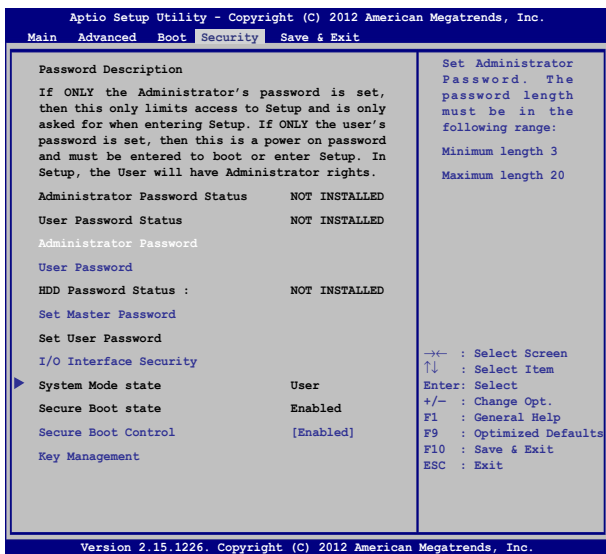 Aptio Setup Utility - Copyright (C) 2012 American Megatrends, Inc.
Main Advanced Boot Security Save & Exit
Password Description
If ONLY the Administrator's password is set,
then this only limits access to Setup and is only
asked for when entering Setup. If ONLY the user's
password is set, then this is a power on password
and must be entered to boot or enter Setup. In
Setup, the User will have Administrator rights.
Administrator Password Status NOT INSTALLED
User Password Status NOT INSTALLED
Administrator Password
User Password
HDD Password Status : NOT INSTALLED
Set Master Password
Set User Password
I/O Interface Security
System Mode state User
Secure Boot state Enabled
Secure Boot Control [Enabled]
Key Management
Set Administrator
Password. The
password length
must be in the
following range:
Minimum length 3
Maximum length 20
→← : Select Screen
↑↓ : Select Item
Enter: Select
+/— : Change Opt.
F1 : General Help
F9 : Optimized Defaults
F10 : Save & Exit
ESC : Exit
Version 2.15.1226. Copyright (C) 2012 American Megatrends, Inc.